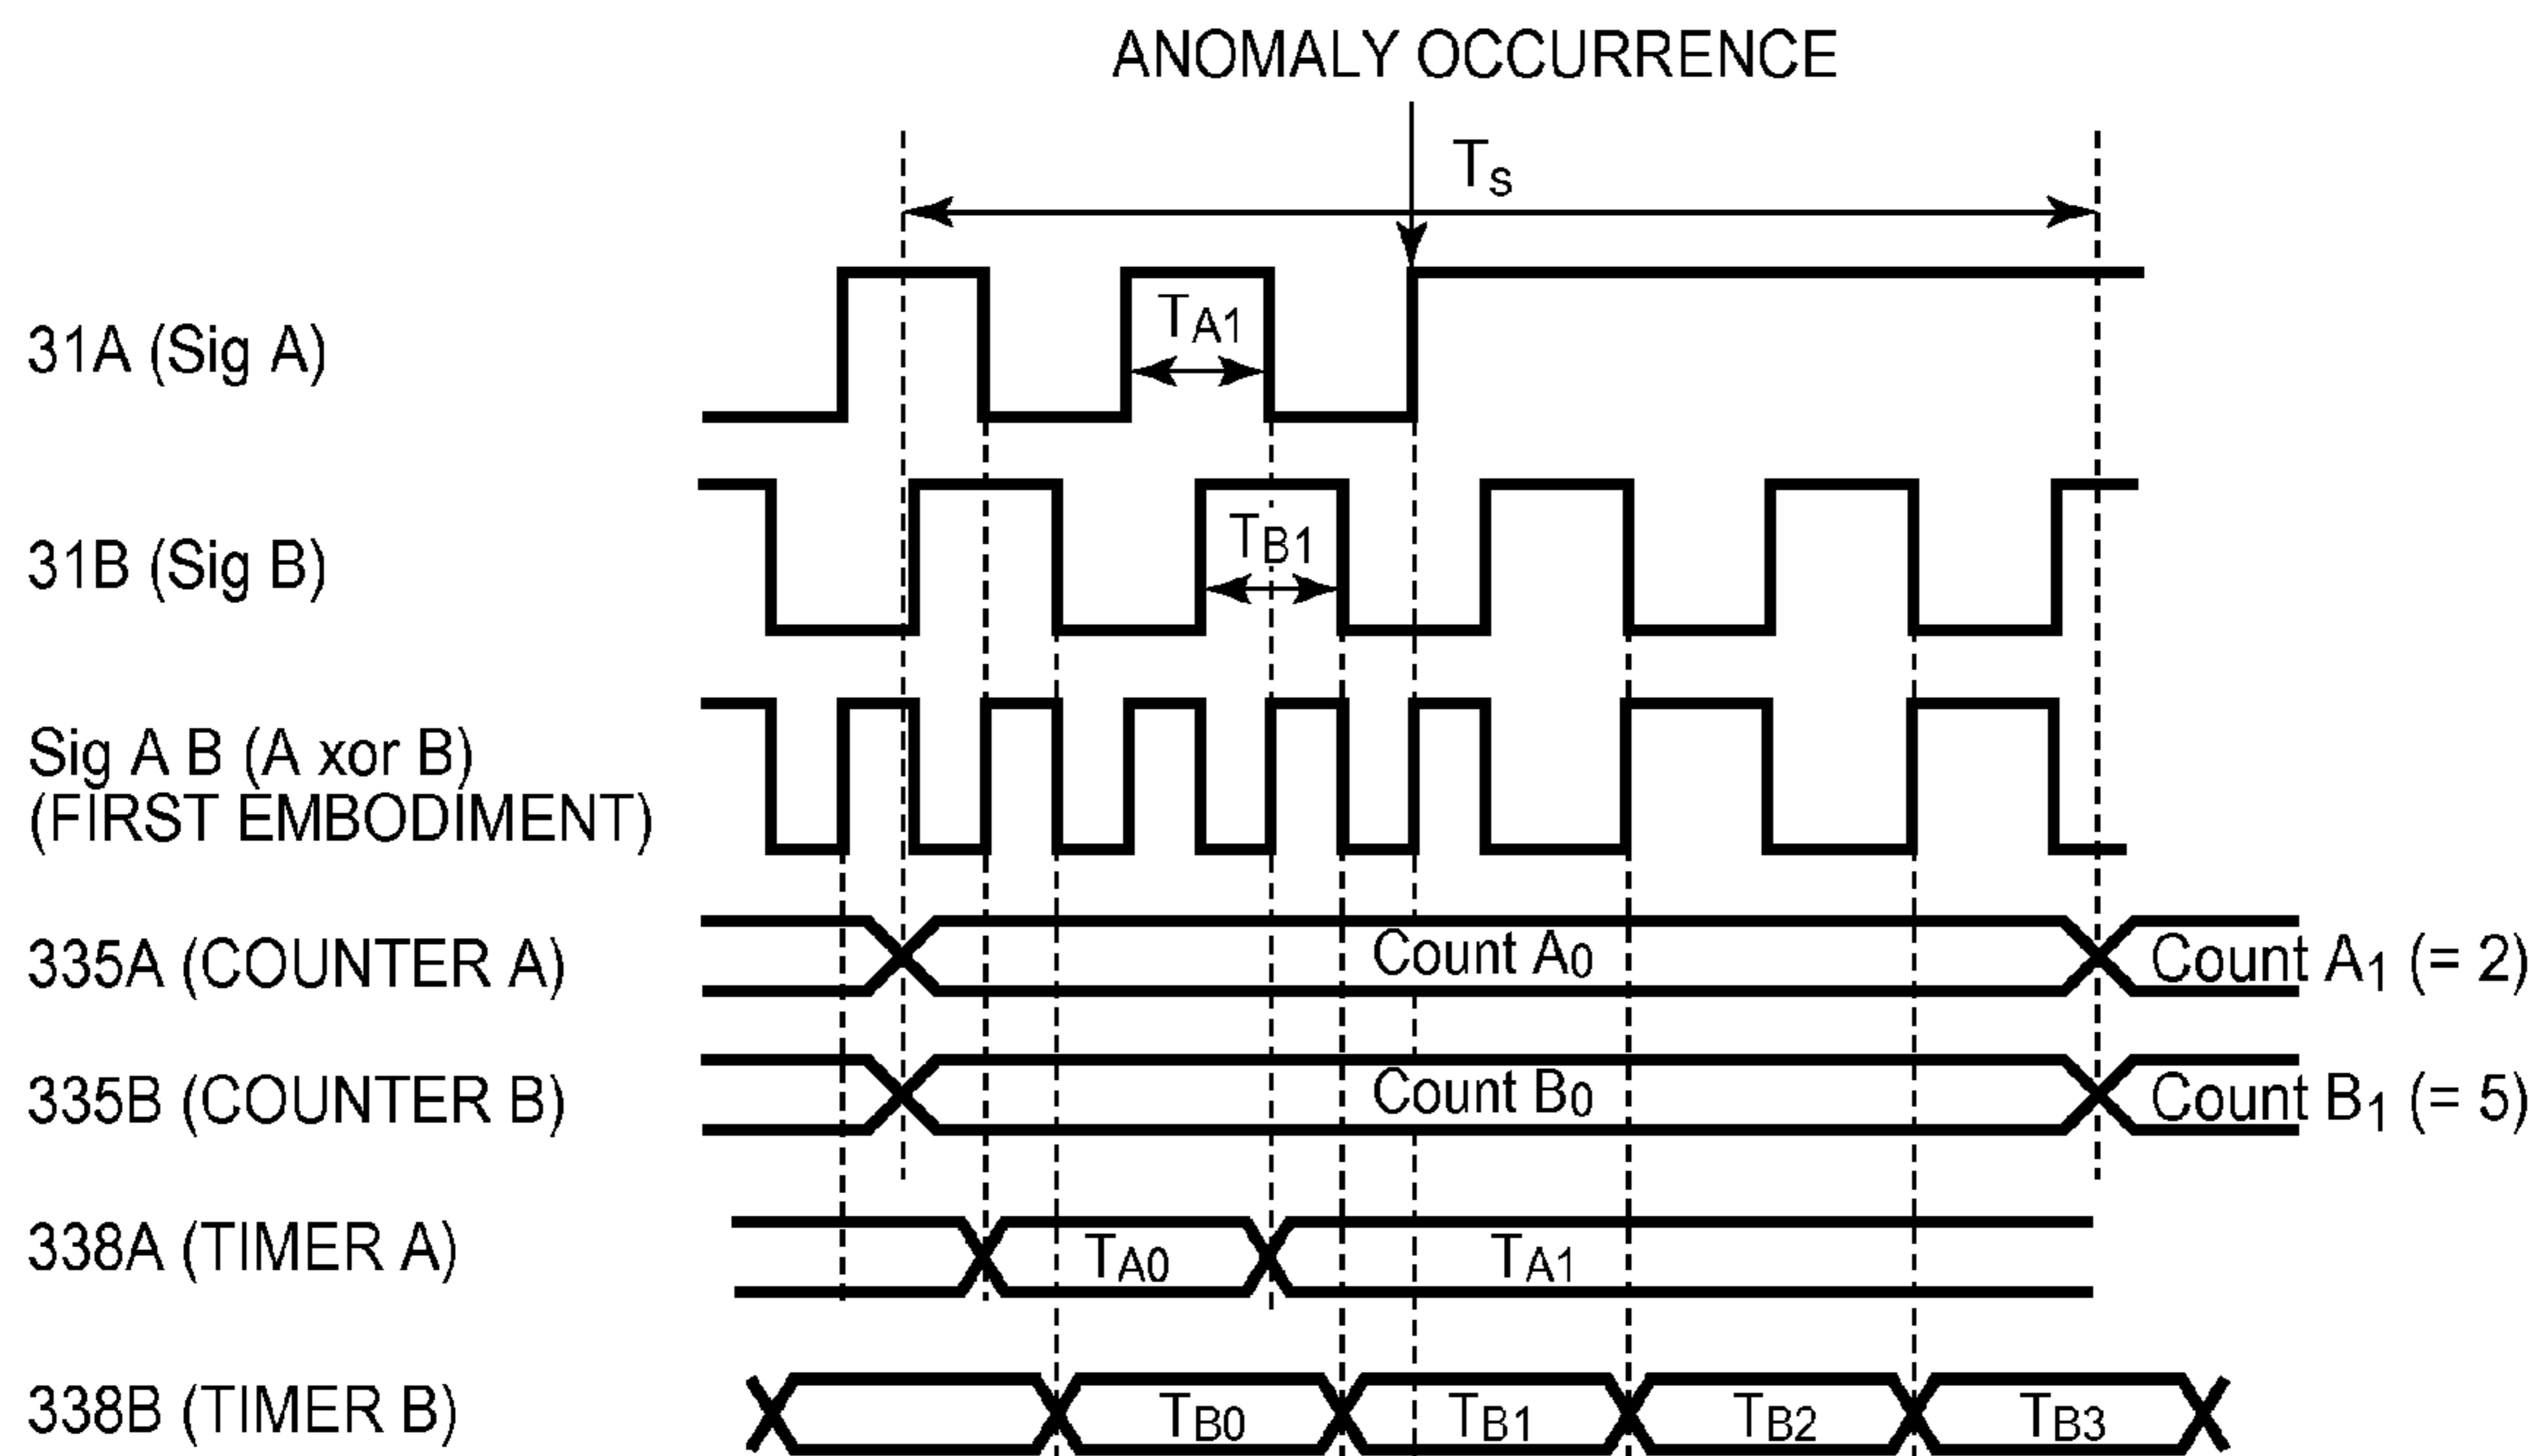 ANOMALY OCCURRENCE
Ts
31A (Sig A)
TA1
31B (Sig B)
TB1
Sig A B (A xor B)
(FIRST EMBODIMENT)
335A (COUNTER A)
Count A0
Count A1 (= 2)
335B (COUNTER B)
Count B0
Count B1 (= 5)
338A (TIMER A)
TA0
TA1
338B (TIMER B)
TB0
TB1
TB2
TB3